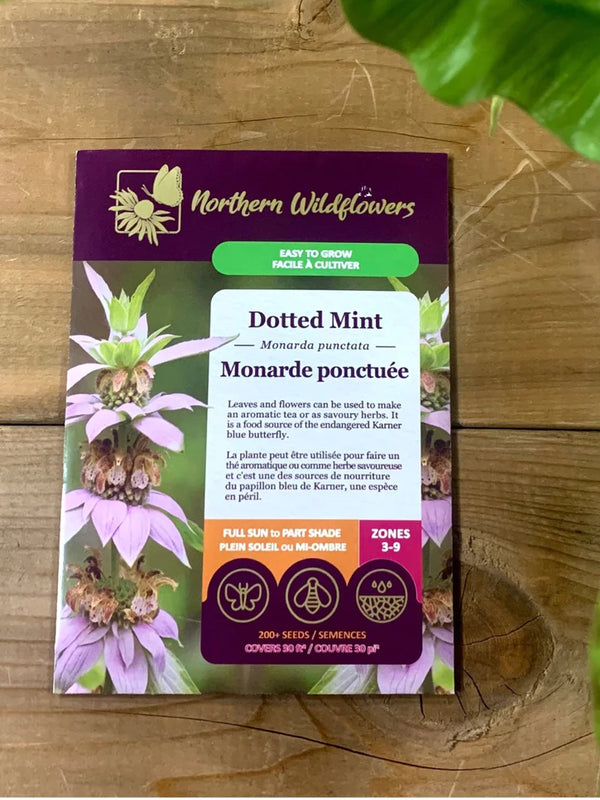 Northern Wildflowers
EASY TO GROW
FACILE À CULTIVER
Dotted Mint
Monarda punctata
Monarde ponctuée
Leaves and flowers can be used to make
an aromatic tea or as savoury herbs. It
is a food source of the endangered Karner
blue butterfly.
La plante peut être utilisée pour faire un
thé aromatique ou comme herbe savoureuse
et c'est une des sources de nourriture
du papillon bleu de Karner, une espèce
en péril.
FULL SUN to PART SHADE
PLEIN SOLEIL ou MI-OMBRE
ZONES
3-9
200+ SEEDS / SEMENCES
COVERS 30 ft² / COUVRE 30 pi²